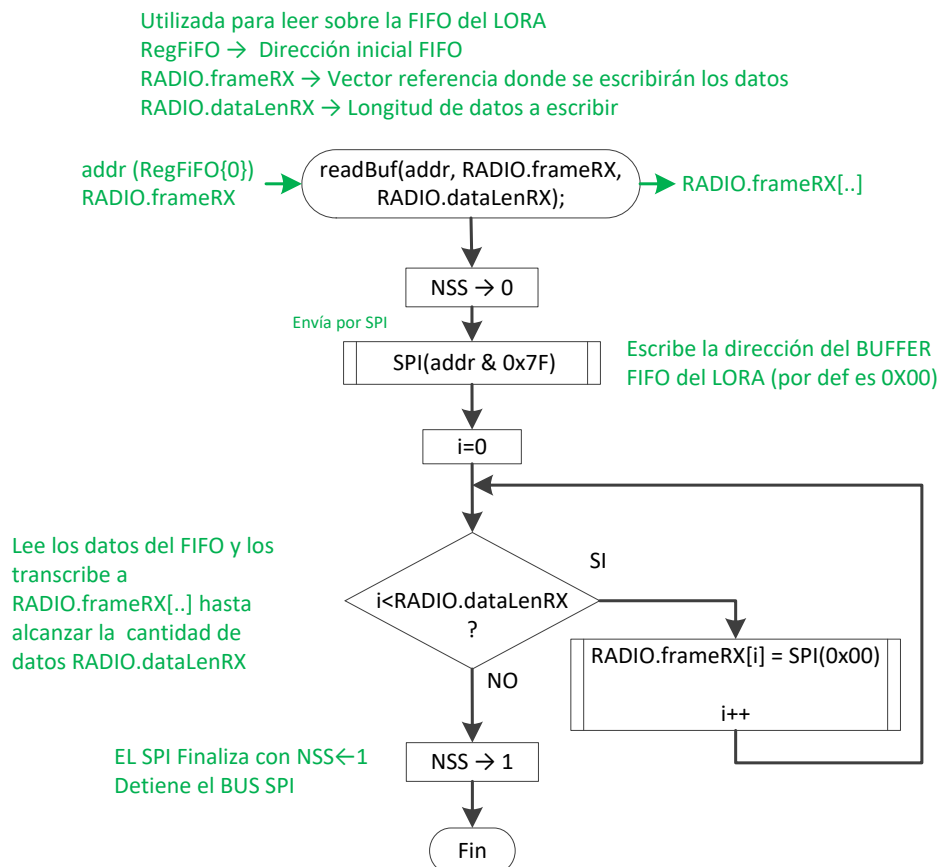 Utilizada para leer sobre la FIFO del LORA
RegFiFO → Dirección inicial FIFO
RADIO.frameRX → Vector referencia donde se escribirán los datos
RADIO.dataLenRX → Longitud de datos a escribir
addr (RegFiFO{0})
RADIO.frameRX
readBuf(addr, RADIO.frameRX,
RADIO.dataLenRX);
RADIO.frameRX[..]
NSS → 0
Envía por SPI
SPI(addr & 0x7F)
Escribe la dirección del BUFFER
FIFO del LORA (por def es 0X00)
i=0
Lee los datos del FIFO y los
transcribe a
RADIO.frameRX[..] hasta
alcanzar la cantidad de
datos RADIO.dataLenRX
i<RADIO.dataLenRX
?
SI
RADIO.frameRX[i] = SPI(0x00)
i++
NO
EL SPI Finaliza con NSS←1
Detiene el BUS SPI
NSS → 1
Fin